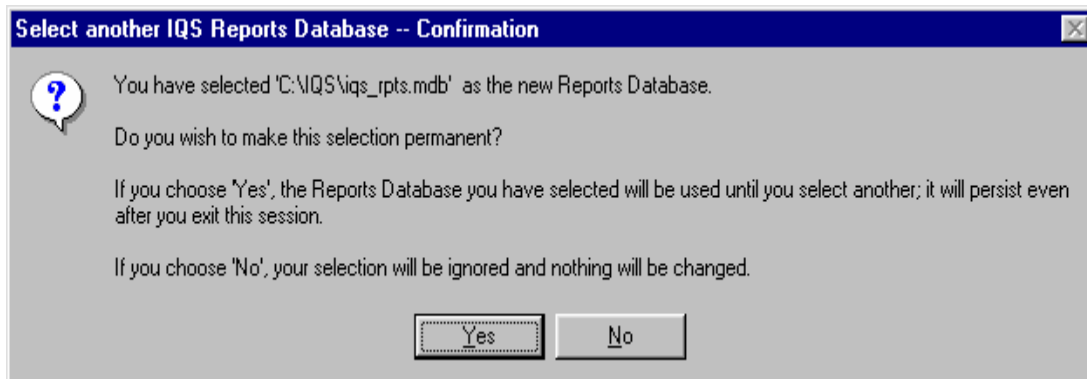 Select another IQS Reports Database -- Confirmation
You have selected 'C:\IQS\iqs_rpts.mdb'  as the new Reports Database.
Do you wish to make this selection permanent?
If you choose 'Yes', the Reports Database you have selected will be used until you select another; it will persist even
after you exit this session.
If you choose 'No', your selection will be ignored and nothing will be changed.
Yes
No